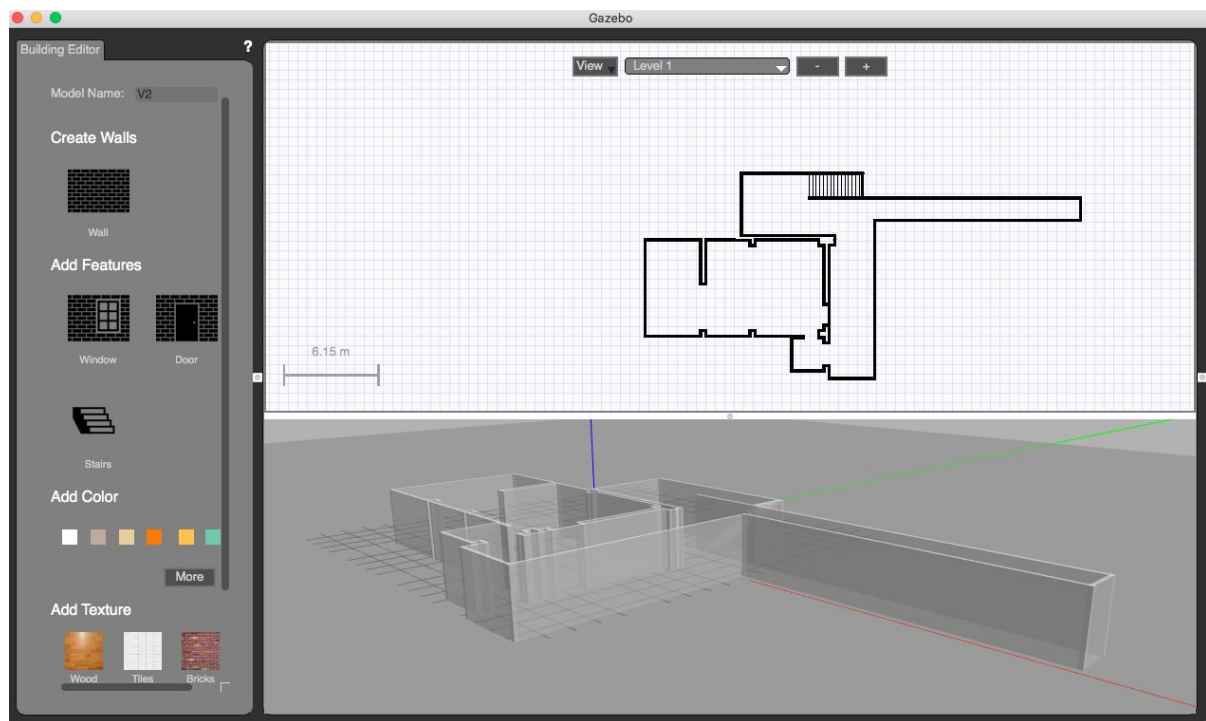 Gazebo
Building Editor
?
Model Name: V2
Create Walls
Wall
Add Features
Window Door
Stairs
Add Color
More
Add Texture
Wood Tiles Bricks
View Level 1 - +
6.15 m